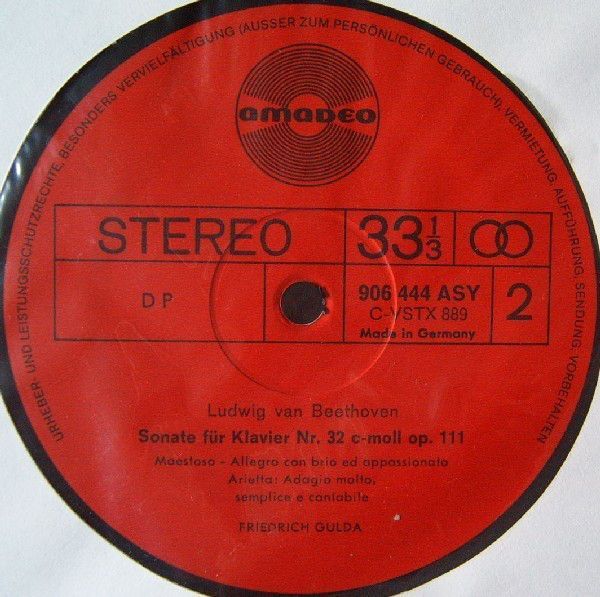 URHEBER- UND LEISTUNGSSCHUTZRECHTE, BESONDERS VERVIELFÄLTIGUNG (AUSSER ZUM PERSÖNLICHEN GEBRAUCH), VERMIETUNG, AUFFÜHRUNG, SENDUNG, VORBEHALTEN
amadeo
STEREO
33 1/3
DP
906 444 ASY
C-VSTX 889
Made in Germany
2
Ludwig van Beethoven
Sonate für Klavier Nr. 32 c-moll op. 111
Maestoso - Allegro con brio ed appassionato
Arietta: Adagio molto,
semplice e cantabile
FRIEDRICH GULDA